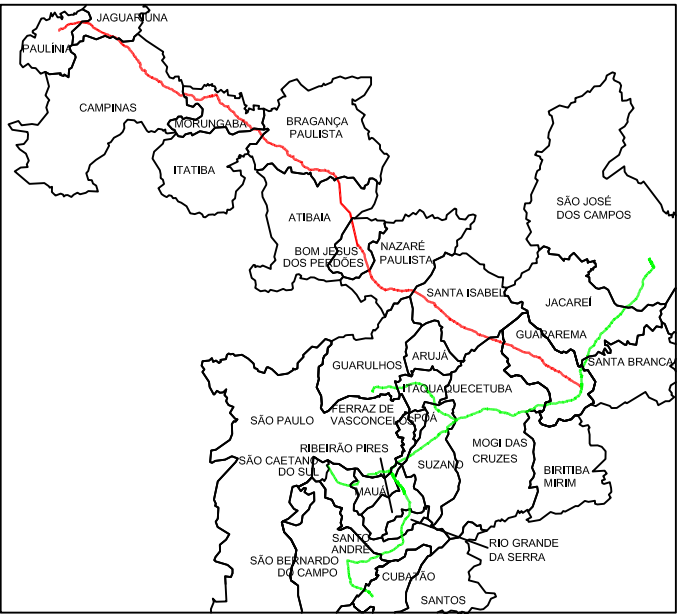 JAGUARIUNA
PAULÍNIA
CAMPINAS
MORUNGABA
BRAGANÇA
PAULISTA
ITATIBA
SÃO JOSÉ
DOS CAMPOS
ATIBAIA
BOM JESUS
DOS PERDÕES
NAZARÉ
PAULISTA
SANTA ISABEL
JACAREÍ
GUARAREMA
ARUJÁ
GUARULHOS
SANTA BRANCA
ITAQUAQUECETUBA
FERRAZ DE
VASCONCELOS
POÁ
SÃO PAULO
RIBEIRÃO PIRES
MOGI DAS
CRUZES
SÃO CAETANO
DO SUL
SUZANO
BIRITIBA
MIRIM
MAUÁ
SANTO
ANDRÉ
RIO GRANDE
DA SERRA
SÃO BERNARDO
DO CAMPO
CUBATÃO
SANTOS